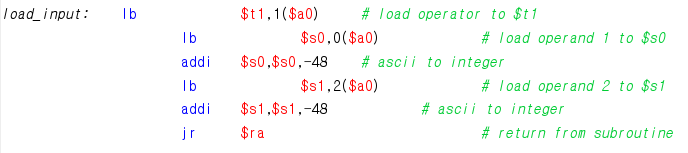 load_input: lb $t1,1($a0) # load operator to $t1
lb $s0,0($a0) # load operand 1 to $s0
addi $s0,$s0,-48 # ascii to integer
lb $s1,2($a0) # load operand 2 to $s1
addi $s1,$s1,-48 # ascii to integer
jr $ra # return from subroutine